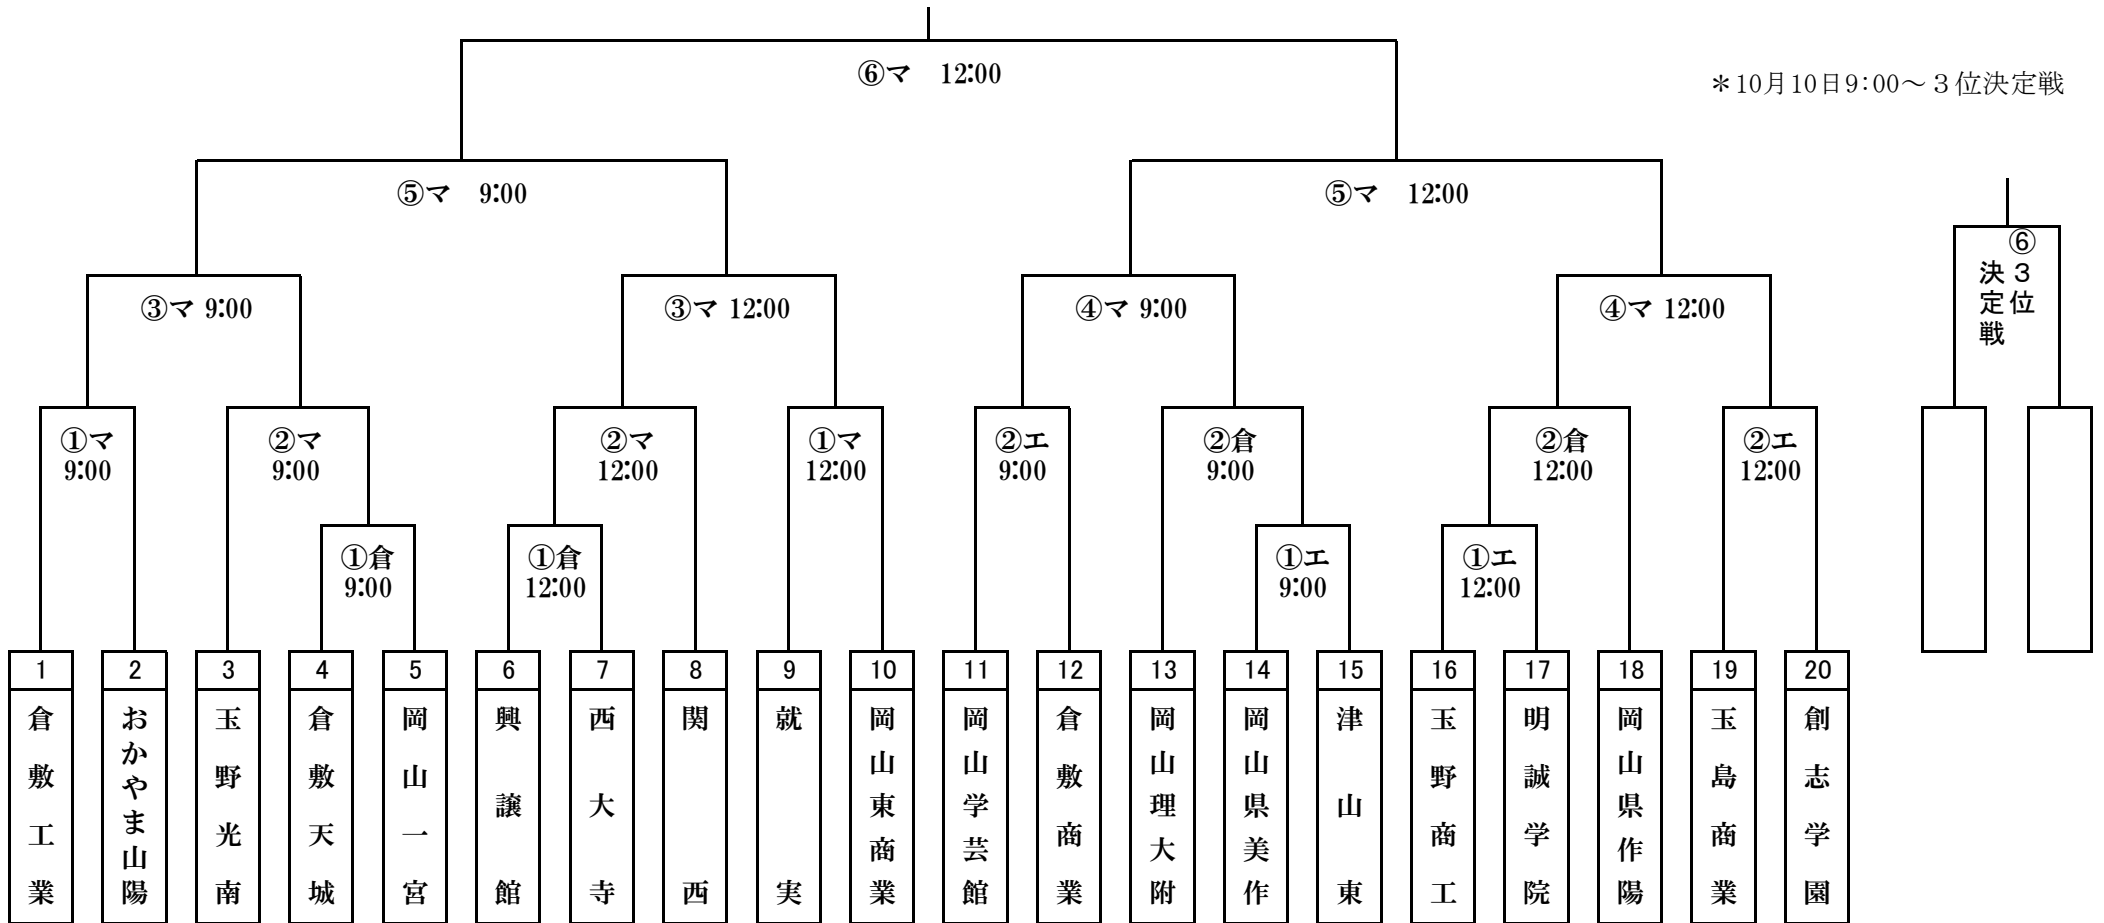 ⑥マ 12:00
＊10月10日9:00～３位決定戦
⑤マ 9:00
⑤マ 12:00
⑥３位
決定戦
③マ 9:00
③マ 12:00
④マ 9:00
④マ 12:00
①マ
9:00
②マ
9:00
②マ
12:00
①マ
12:00
②エ
9:00
②倉
9:00
②倉
12:00
②エ
12:00
①倉
9:00
①倉
12:00
①エ
9:00
①エ
12:00
1
倉敷工業
2
おかやま山陽
3
玉野光南
4
倉敷天城
5
岡山一宮
6
興譲館
7
西大寺
8
関西
9
就実
10
岡山東商業
11
岡山学芸館
12
倉敷商業
13
岡山理大附
14
岡山県美作
15
津山東
16
玉野商工
17
明誠学院
18
岡山県作陽
19
玉島商業
20
創志学園